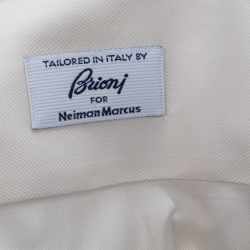 TAILORED IN ITALY BY
Brioni
FOR
Neiman Marcus